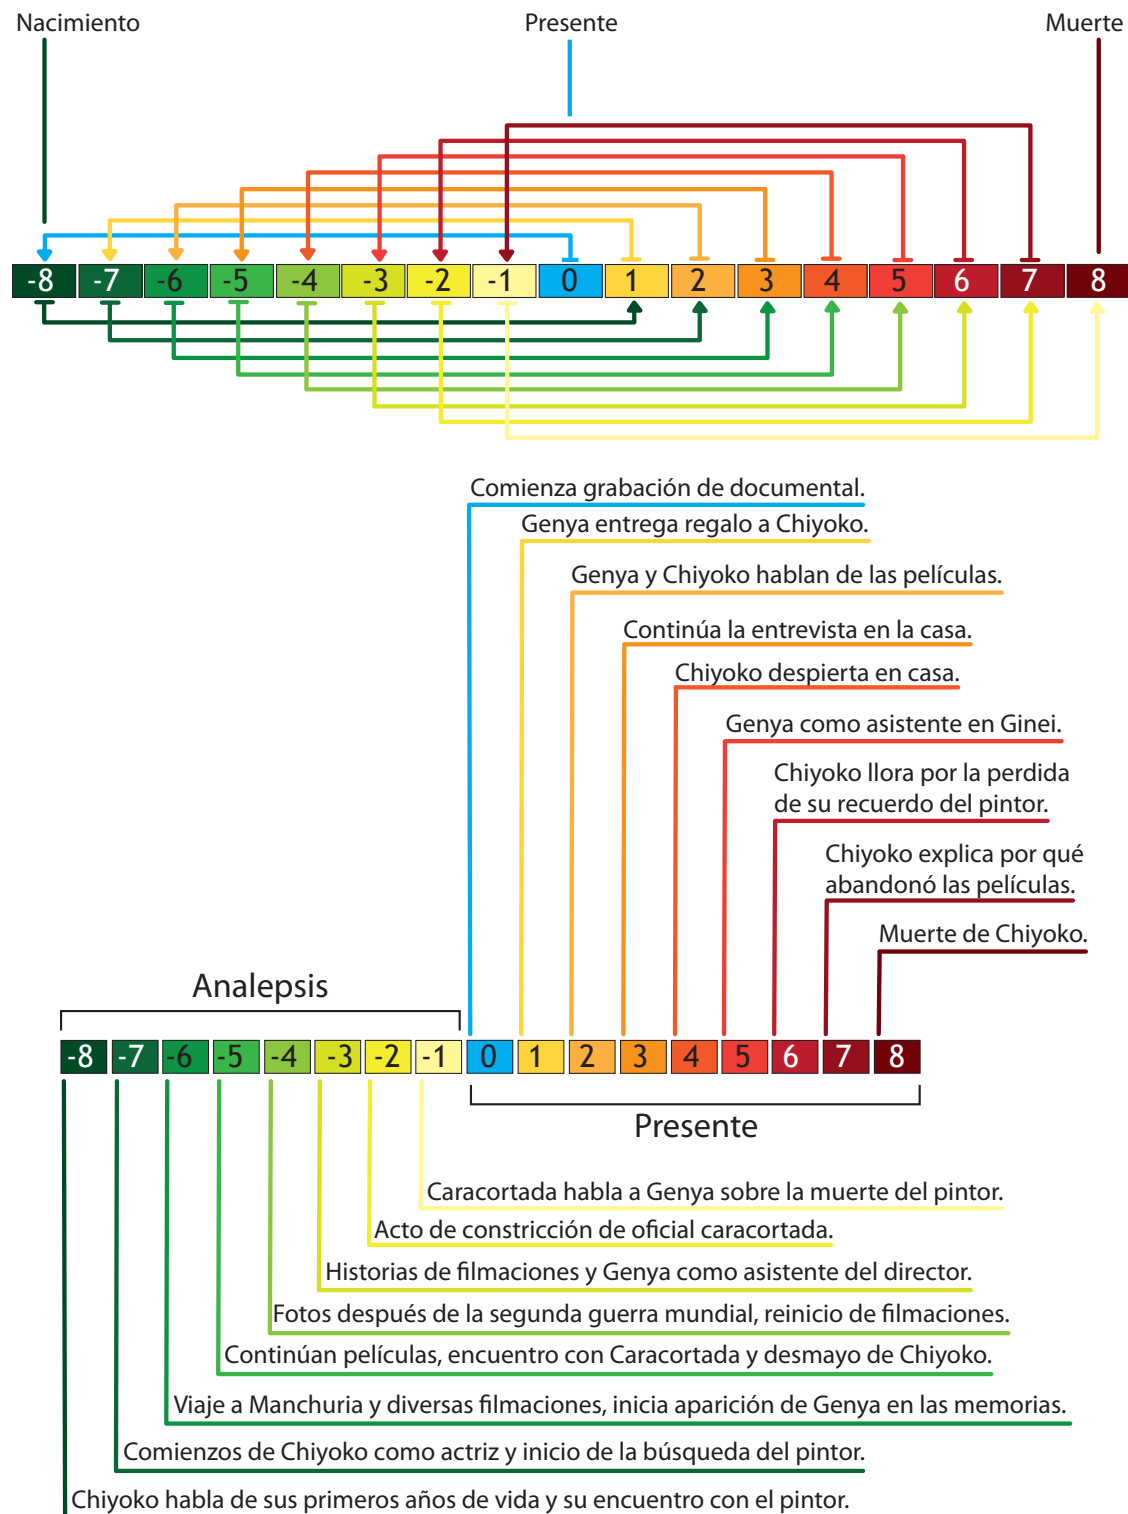 Nacimiento Presente Muerte
-8 -7 -6 -5 -4 -3 -2 -1 0 1 2 3 4 5 6 7 8
Comienza grabación de documental.
Genya entrega regalo a Chiyoko.
Genya y Chiyoko hablan de las películas.
Continúa la entrevista en la casa.
Chiyoko despierta en casa.
Genya como asistente en Ginei.
Chiyoko llora por la perdida
de su recuerdo del pintor.
Chiyoko explica por qué
abandonó las películas.
Muerte de Chiyoko.
Analepsis
-8 -7 -6 -5 -4 -3 -2 -1 0 1 2 3 4 5 6 7 8
Presente
Caracortada habla a Genya sobre la muerte del pintor.
Acto de constricción de oficial caracortada.
Historias de filmaciones y Genya como asistente del director.
Fotos después de la segunda guerra mundial, reinicio de filmaciones.
Continúan películas, encuentro con Caracortada y desmayo de Chiyoko.
Viaje a Manchuria y diversas filmaciones, inicia aparición de Genya en las memorias.
Comienzos de Chiyoko como actriz y inicio de la búsqueda del pintor.
Chiyoko habla de sus primeros años de vida y su encuentro con el pintor.